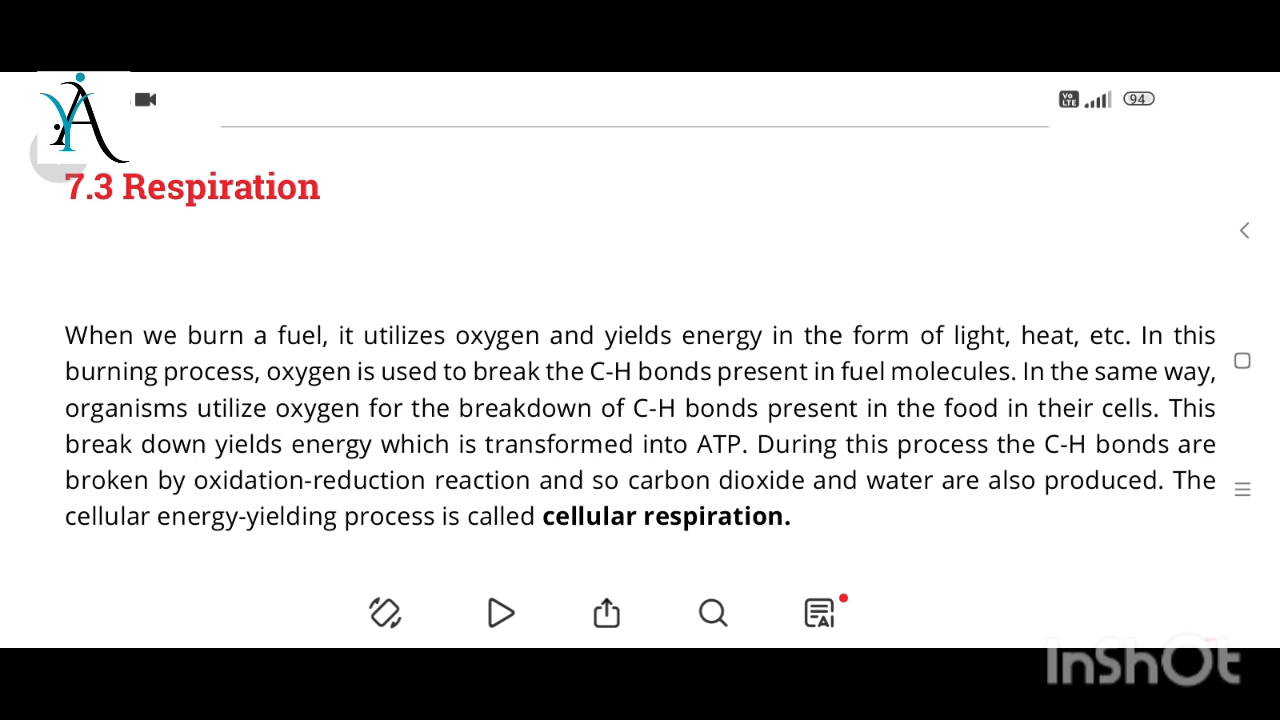 YA
Vo LTE 94
7.3 Respiration
When we burn a fuel, it utilizes oxygen and yields energy in the form of light, heat, etc. In this
burning process, oxygen is used to break the C-H bonds present in fuel molecules. In the same way,
organisms utilize oxygen for the breakdown of C-H bonds present in the food in their cells. This
break down yields energy which is transformed into ATP. During this process the C-H bonds are
broken by oxidation-reduction reaction and so carbon dioxide and water are also produced. The
cellular energy-yielding process is called cellular respiration.
AI
InShOt